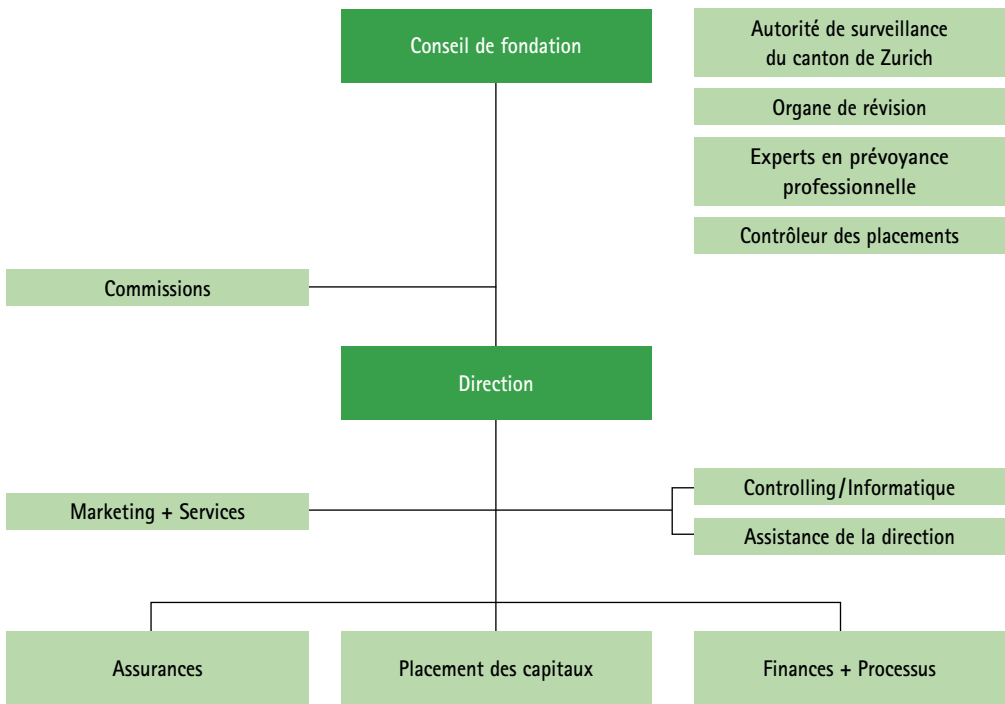 Conseil de fondation
Autorité de surveillance
du canton de Zurich
Organe de révision
Experts en prévoyance
professionnelle
Contrôleur des placements
Commissions
Direction
Marketing + Services
Controlling/Informatique
Assistance de la direction
Assurances
Placement des capitaux
Finances + Processus